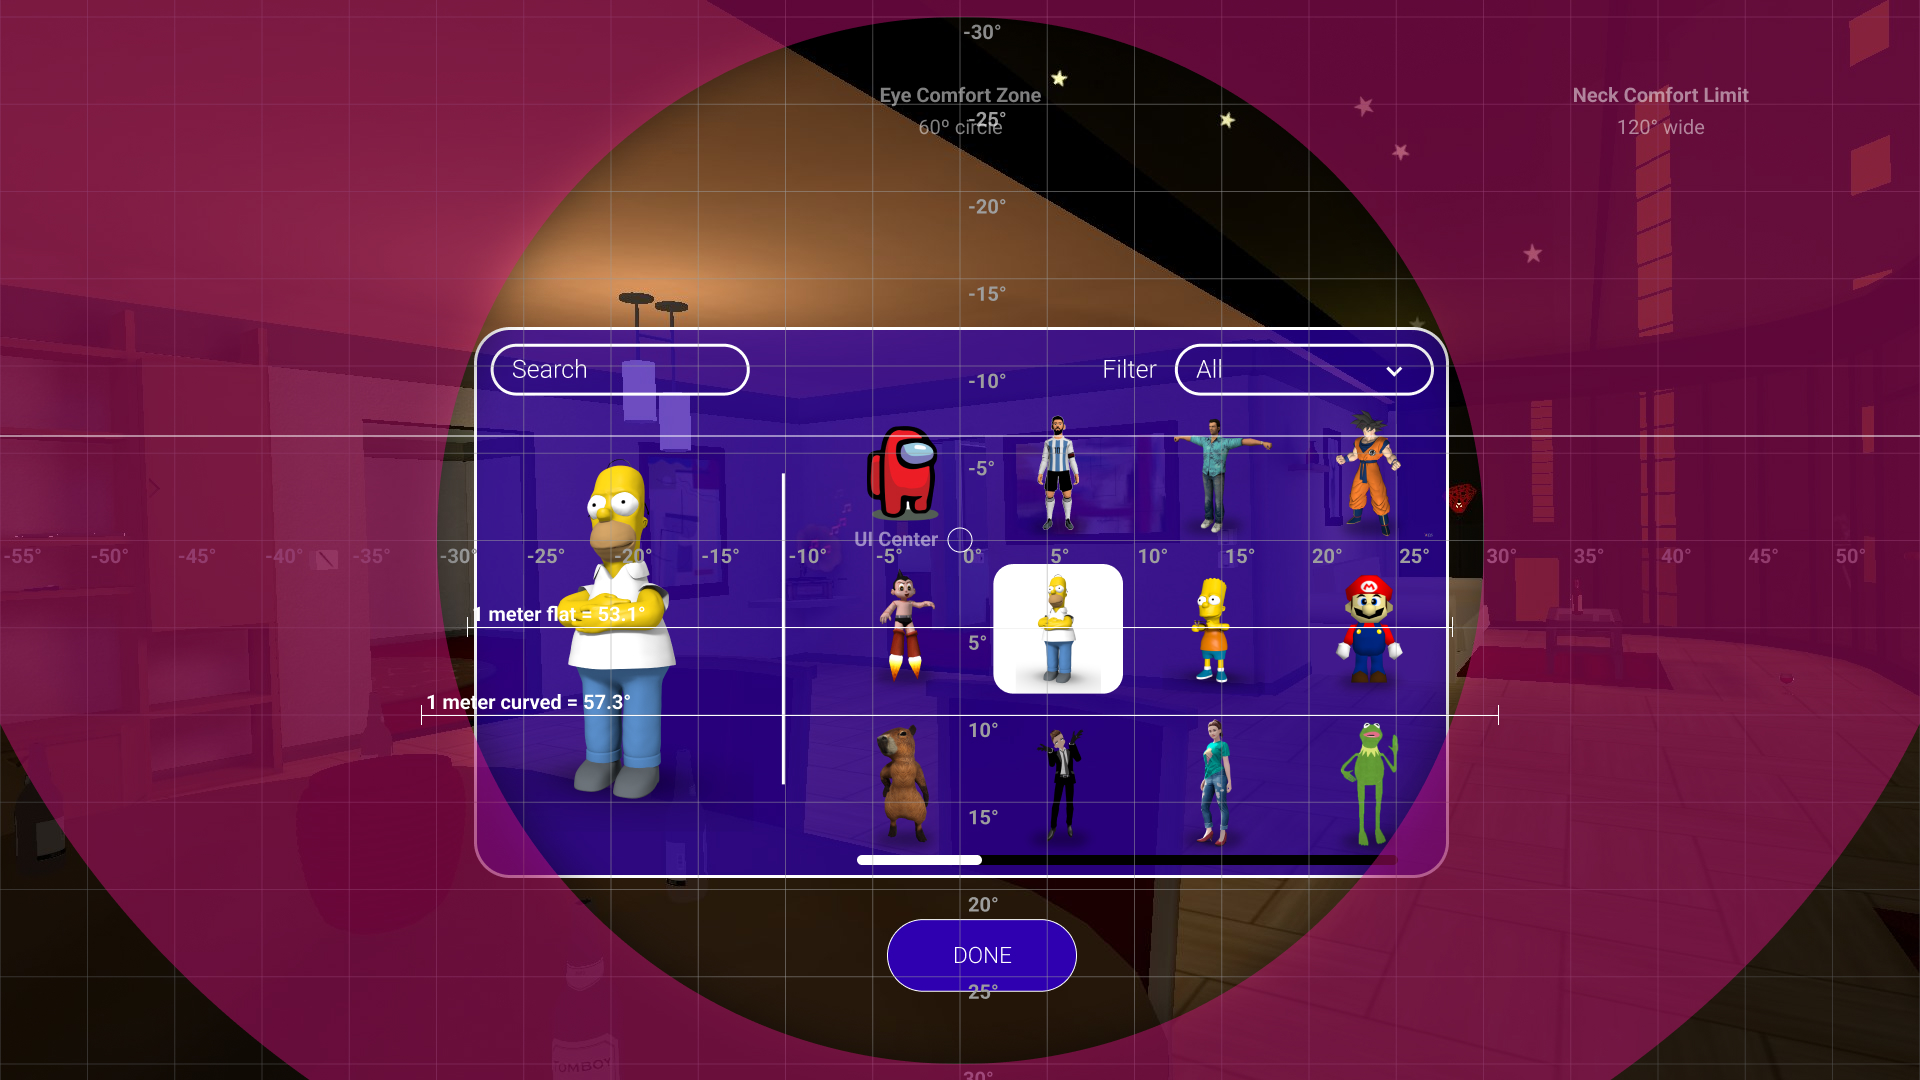 -30°
Eye Comfort Zone
60º circle
-25°
Neck Comfort Limit
120° wide
-20°
-15°
Search
Filter
All
-10°
-5°
10
UI Center
-55°
-50°
-45°
-40°
-35°
-30°
-25°
-20°
-15°
-10°
-5°
0°
5°
10°
15°
20°
25°
30°
35°
40°
45°
50°
1 meter flat = 53.1°
M
5°
1 meter curved = 57.3°
10°
15°
20°
DONE
25°
TOMBOY
30°